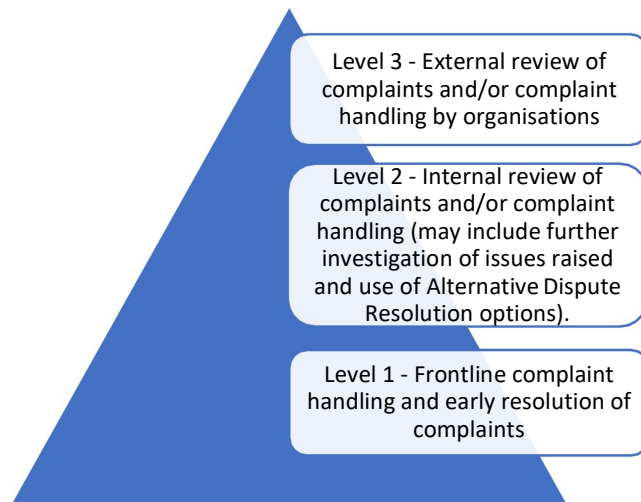 Level 3 - External review of
complaints and/or complaint
handling by organisations
Level 2 - Internal review of
complaints and/or complaint
handling (may include further
investigation of issues raised
and use of Alternative Dispute
Resolution options).
Level 1 - Frontline complaint
handling and early resolution of
complaints